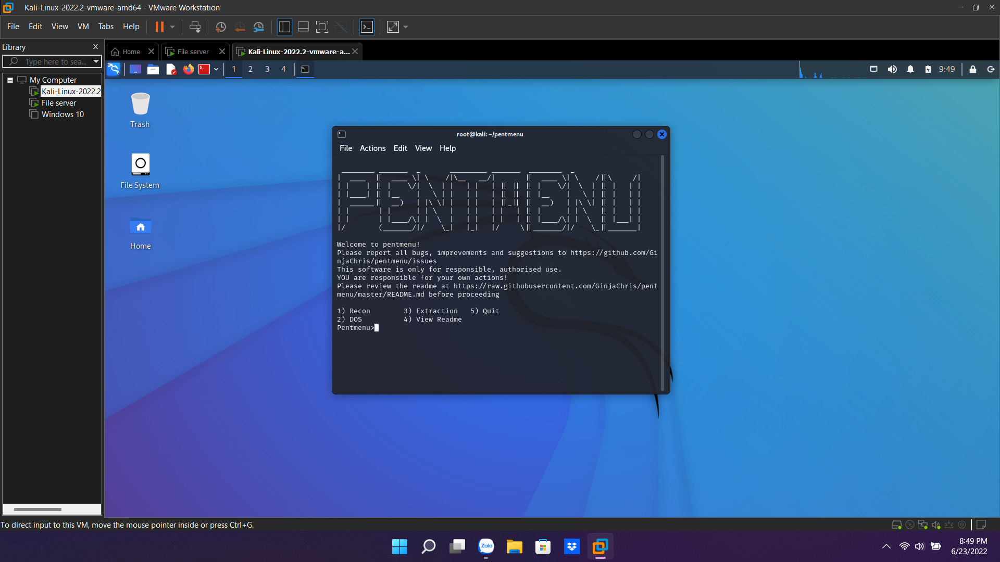 Kali-Linux-2022.2-vmware-amd64 - VMware Workstation
File Edit View VM Tabs Help
Library
Type here to sea...
My Computer
Kali-Linux-2022.2
File server
Windows 10
Home
File server
Kali-Linux-2022.2-vmware-a...
1 2 3 4
9:49
Trash
File System
Home
root@kali: ~/pentmenu
File Actions Edit View Help
PENTMENU
Welcome to pentmenu!
Please report all bugs, improvements and suggestions to https://github.com/Gi
njaChris/pentmenu/issues
This software is only for responsible, authorised use.
YOU are responsible for your own actions!
Please review the readme at https://raw.githubusercontent.com/GinjaChris/pent
menu/master/README.md before proceeding
1) Recon 3) Extraction 5) Quit
2) DOS 4) View Readme
Pentmenu>
To direct input to this VM, move the mouse pointer inside or press Ctrl+G.
Zalo
8:49 PM
6/23/2022